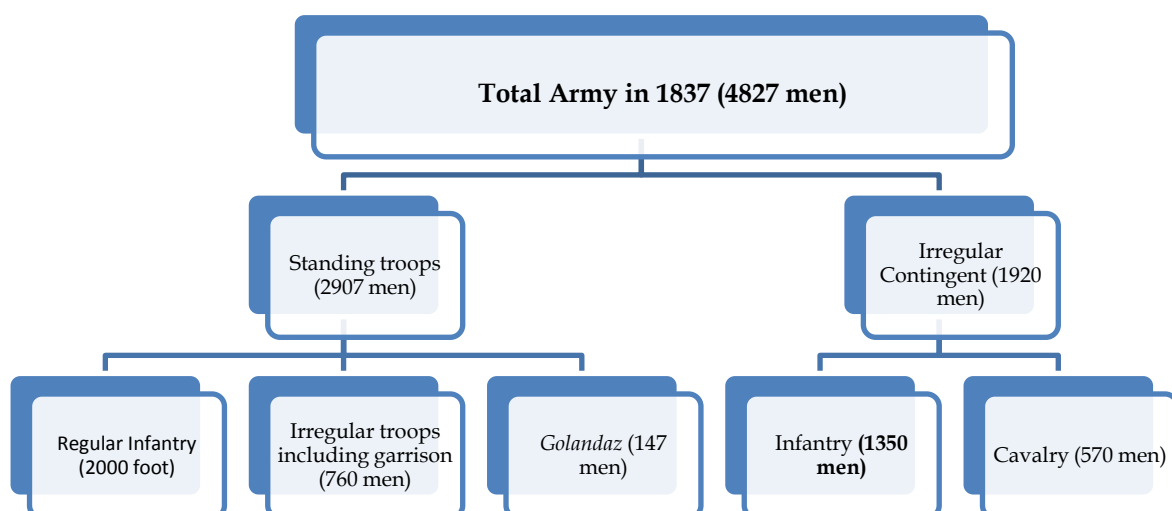 Total Army in 1837 (4827 men)
Standing troops
(2907 men)
Irregular
Contingent (1920
men)
Regular Infantry
(2000 foot)
Irregular troops
including garrison
(760 men)
Golandaz (147
men)
Infantry (1350
men)
Cavalry (570 men)